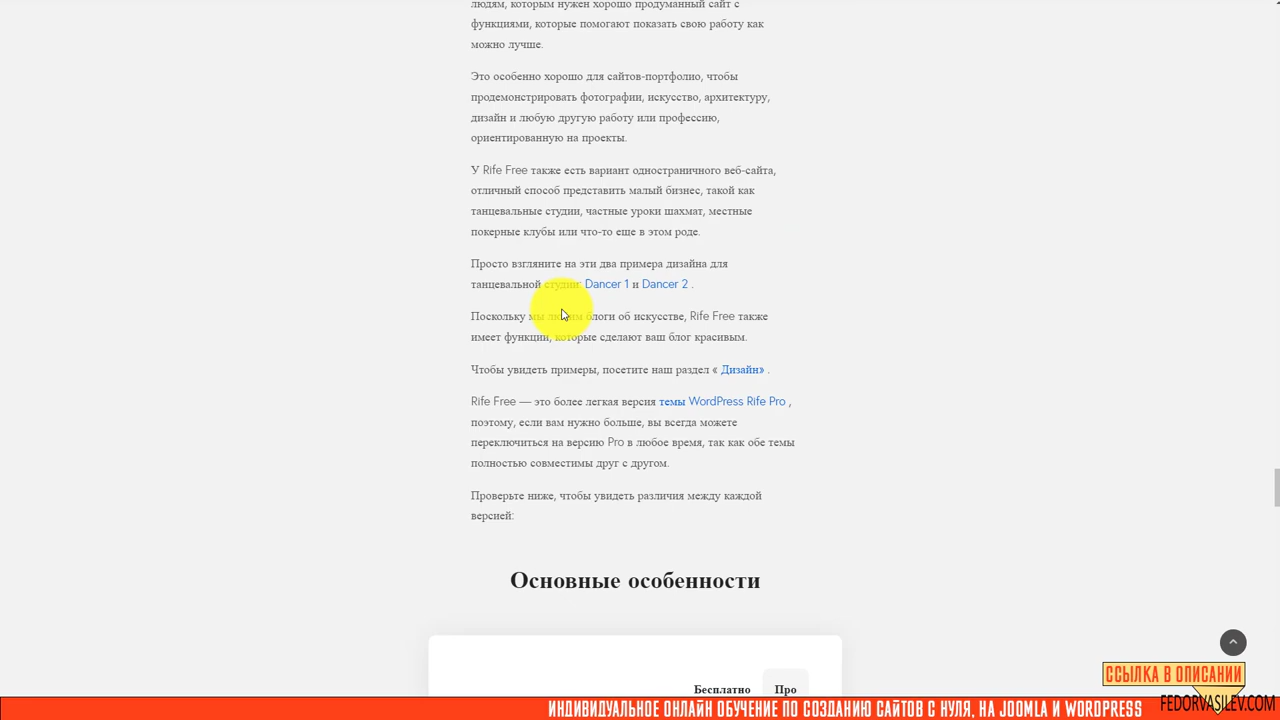 людям, которым нужен хорошо продуманный сайт с
функциями, которые помогают показать свою работу как
можно лучше.
Это особенно хорошо для сайтов-портфолио, чтобы
продемонстрировать фотографии, искусство, архитектуру,
дизайн и любую другую работу или профессию,
ориентированную на проекты.
У Rife Free также есть вариант одностраничного веб-сайта,
отличный способ представить малый бизнес, такой как
танцевальные студии, частные уроки шахмат, местные
покерные клубы или что-то еще в этом роде.
Просто взгляните на эти два примера дизайна для
танцевальной студии: Dancer 1 и Dancer 2 .
Поскольку мы любим блоги об искусстве, Rife Free также
имеет функции, которые сделают ваш блог красивым.
Чтобы увидеть примеры, посетите наш раздел « Дизайн» .
Rife Free — это более легкая версия темы WordPress Rife Pro ,
поэтому, если вам нужно больше, вы всегда можете
переключиться на версию Pro в любое время, так как обе темы
полностью совместимы друг с другом.
Проверьте ниже, чтобы увидеть различия между каждой
версией:
Основные особенности
Бесплатно Про
ССЫЛКА В ОПИСАНИИ
FEDORVASILEV.COM
ИНДИВИДУАЛЬНОЕ ОНЛАЙН ОБУЧЕНИЕ ПО СОЗДАНИЮ САЙТОВ С НУЛЯ, НА JOOMLA И WORDPRESS